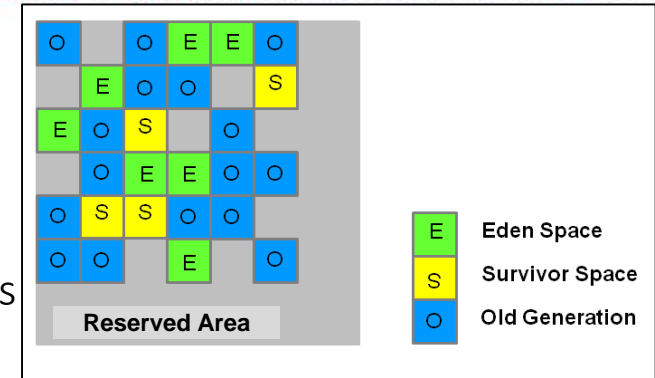 O O E E O
E O O S
E O S O
O E E O O
O S S O O
O O E O
S
Reserved Area
E Eden Space
S Survivor Space
O Old Generation